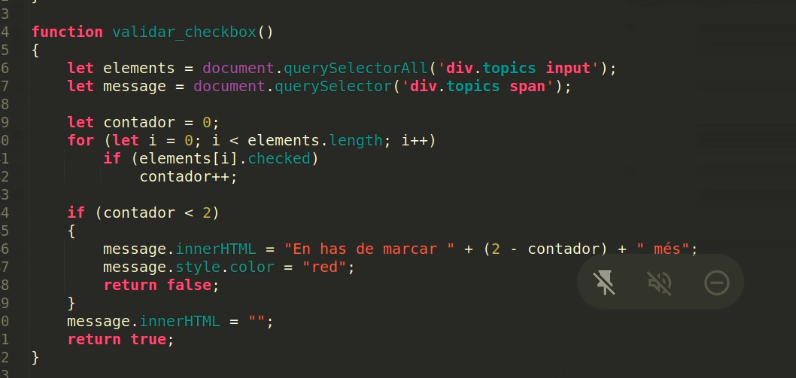 3
4 function validar_checkbox()
5 {
6 let elements = document.querySelectorAll('div.topics input');
7 let message = document.querySelector('div.topics span');
8
9 let contador = 0;
0 for (let i = 0; i < elements.length; i++)
1 if (elements[i].checked)
2 contador++;
3
4 if (contador < 2)
5 {
6 message.innerHTML = "En has de marcar " + (2 - contador) + " més";
7 message.style.color = "red";
8 return false;
9 }
0 message.innerHTML = "";
1 return true;
2 }
3